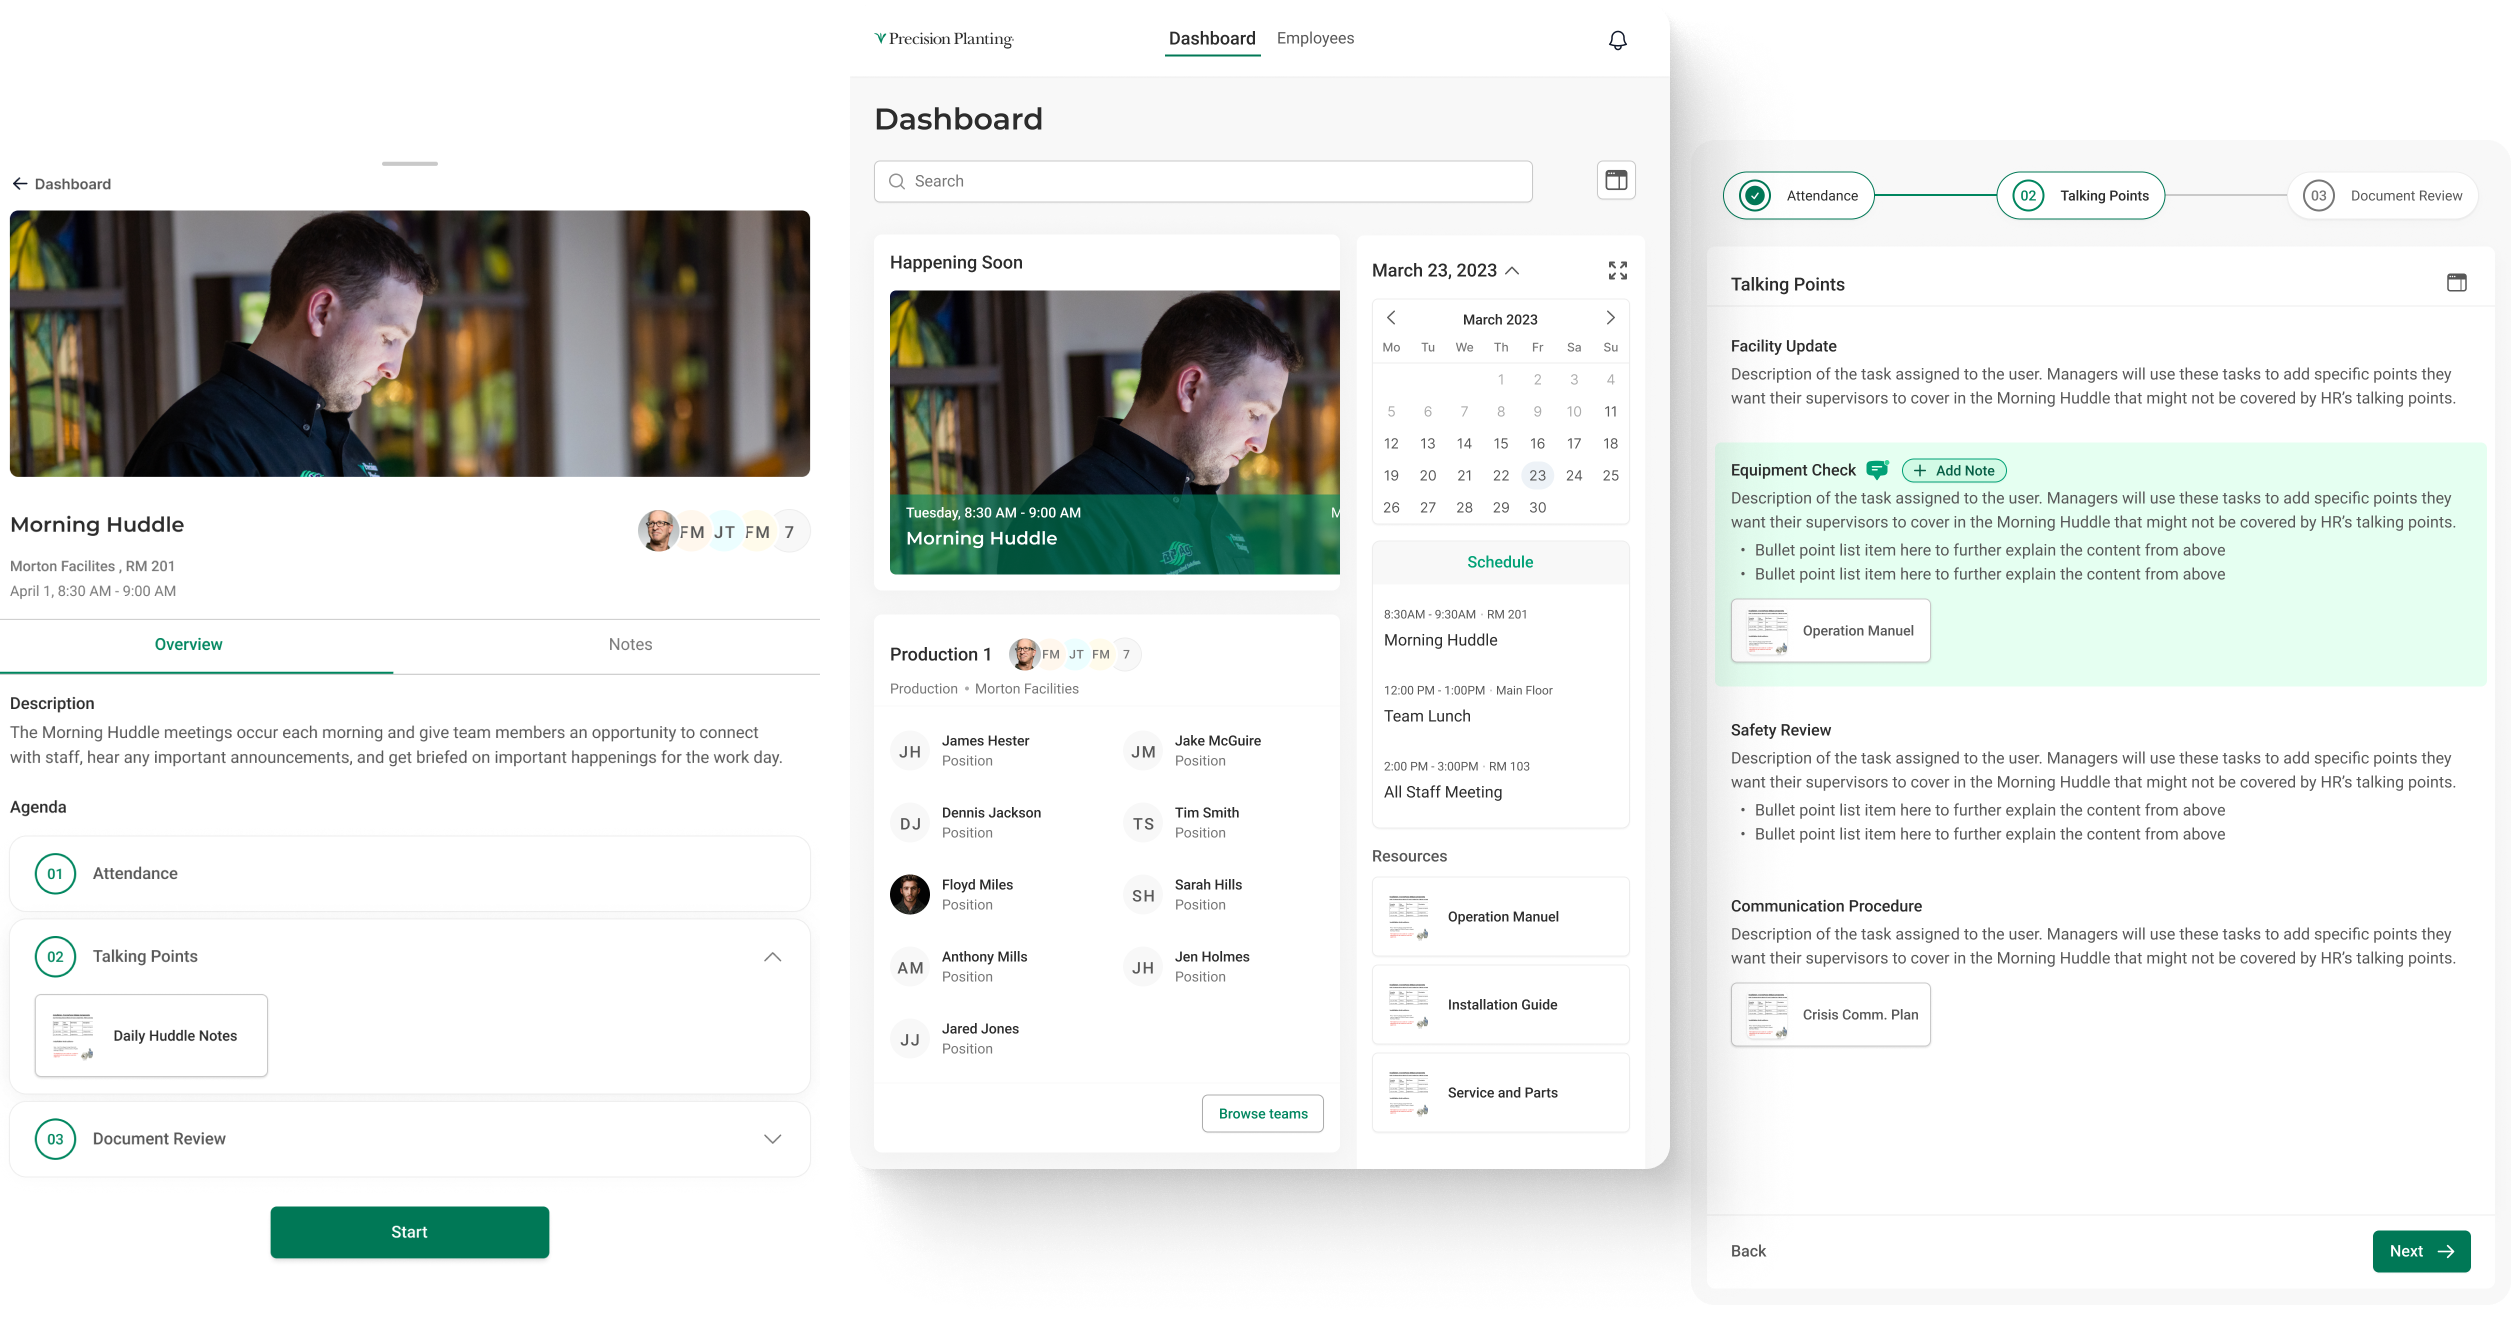 Dashboard
Morning Huddle
FM
JT
FM
7
Morton Facilites , RM 201
April 1, 8:30 AM - 9:00 AM
Overview
Notes
Description
The Morning Huddle meetings occur each morning and give team members an opportunity to connect
with staff, hear any important announcements, and get briefed on important happenings for the work day.
Agenda
01
Attendance
02
Talking Points
Daily Huddle Notes
03
Document Review
Start
Precision Planting
Dashboard
Employees
Dashboard
Search
Happening Soon
Tuesday, 8:30 AM - 9:00 AM
M
Morning Huddle
Production 1
FM
JT
FM
7
Production • Morton Facilities
JH
James Hester
Position
JM
Jake McGuire
Position
DJ
Dennis Jackson
Position
TS
Tim Smith
Position
Floyd Miles
Position
SH
Sarah Hills
Position
AM
Anthony Mills
Position
JH
Jen Holmes
Position
JJ
Jared Jones
Position
Browse teams
March 23, 2023
March 2023
Mo Tu We Th Fr Sa Su
1 2 3 4
5 6 7 8 9 10 11
12 13 14 15 16 17 18
19 20 21 22 23 24 25
26 27 28 29 30
Schedule
8:30AM - 9:30AM · RM 201
Morning Huddle
12:00 PM - 1:00PM · Main Floor
Team Lunch
2:00 PM - 3:00PM · RM 103
All Staff Meeting
Resources
Operation Manuel
Installation Guide
Service and Parts
Attendance
02
Talking Points
03
Document Review
Talking Points
Facility Update
Description of the task assigned to the user. Managers will use these tasks to add specific points they
want their supervisors to cover in the Morning Huddle that might not be covered by HR’s talking points.
Equipment Check
+ Add Note
Description of the task assigned to the user. Managers will use these tasks to add specific points they
want their supervisors to cover in the Morning Huddle that might not be covered by HR’s talking points.
• Bullet point list item here to further explain the content from above
• Bullet point list item here to further explain the content from above
Operation Manuel
Safety Review
Description of the task assigned to the user. Managers will use these tasks to add specific points they
want their supervisors to cover in the Morning Huddle that might not be covered by HR’s talking points.
• Bullet point list item here to further explain the content from above
• Bullet point list item here to further explain the content from above
Communication Procedure
Description of the task assigned to the user. Managers will use these tasks to add specific points they
want their supervisors to cover in the Morning Huddle that might not be covered by HR’s talking points.
Crisis Comm. Plan
Back
Next